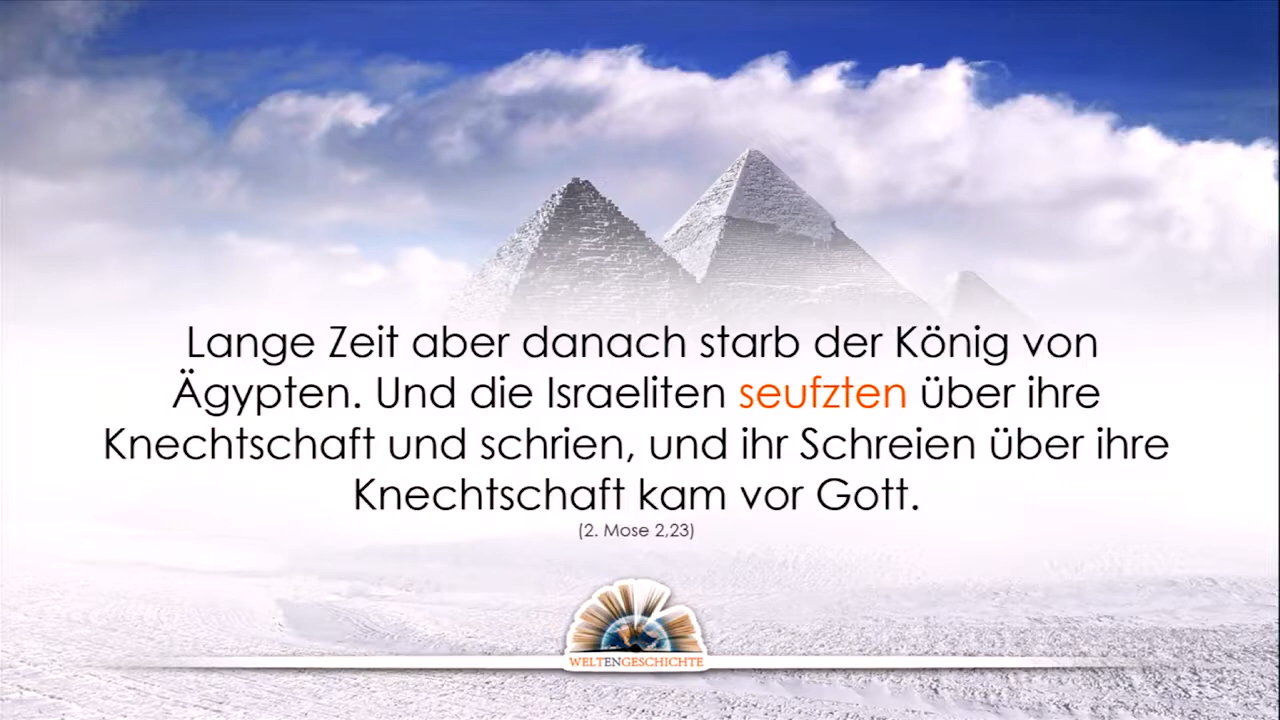 Lange Zeit aber danach starb der König von
Ägypten. Und die Israeliten seufzten über ihre
Knechtschaft und schrien, und ihr Schreien über ihre
Knechtschaft kam vor Gott.
(2. Mose 2,23)
WELTENGESCHICHTE